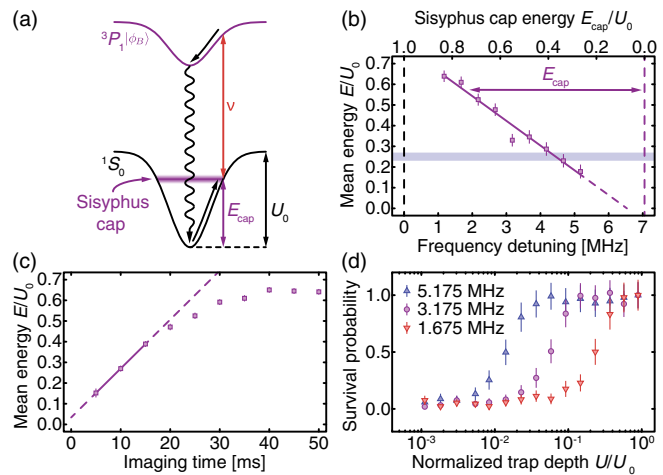 (a)
³P₁|ϕ_B⟩
ν
¹S₀
Sisyphus
cap
E_cap
U₀
(b)
Sisyphus cap energy E_cap/U₀
1.0 0.8 0.6 0.4 0.2 0.0
Mean energy E/U₀
0.7
0.6
0.5
0.4
0.3
0.2
0.1
0.0
E_cap
0 1 2 3 4 5 6 7
Frequency detuning [MHz]
(c)
Mean energy E/U₀
0.7
0.6
0.5
0.4
0.3
0.2
0.1
0.0
0 10 20 30 40 50
Imaging time [ms]
(d)
Survival probability
1.0
0.5
0.0
5.175 MHz
3.175 MHz
1.675 MHz
10⁻³ 10⁻² 10⁻¹ 10⁰
Normalized trap depth U/U₀